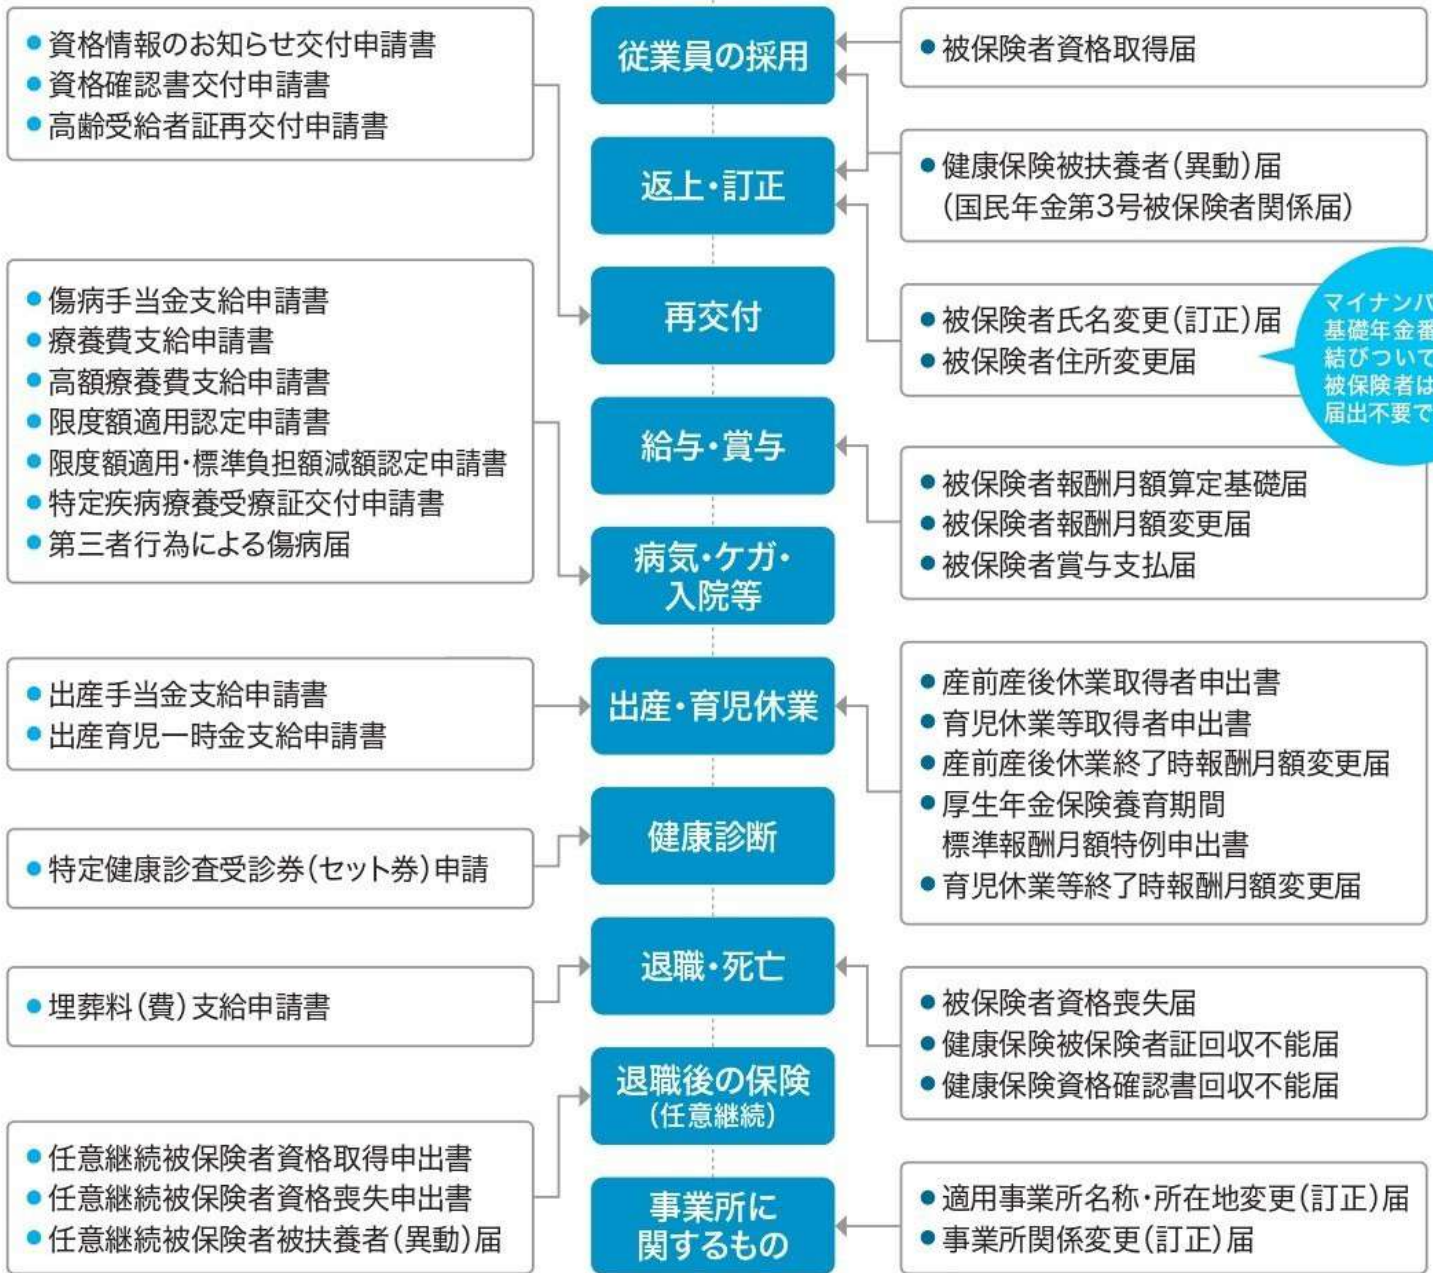 資格情報のお知らせ交付申請書
資格確認書交付申請書
高齢受給者証再交付申請書
傷病手当金支給申請書
療養費支給申請書
高額療養費支給申請書
限度額適用認定申請書
限度額適用・標準負担額減額認定申請書
特定疾病療養受療証交付申請書
第三者行為による傷病届
出産手当金支給申請書
出産育児一時金支給申請書
特定健康診査受診券(セット券)申請
埋葬料(費)支給申請書
任意継続被保険者資格取得申出書
任意継続被保険者資格喪失申出書
任意継続被保険者被扶養者(異動)届
従業員の採用
返上・訂正
再交付
給与・賞与
病気・ケガ・
入院等
出産・育児休業
健康診断
退職・死亡
退職後の保険
(任意継続)
事業所に
関するもの
被保険者資格取得届
健康保険被扶養者(異動)届
(国民年金第3号被保険者関係届)
被保険者氏名変更(訂正)届
被保険者住所変更届
マイナンバ
基礎年金番
結びついて
被保険者は
届出不要で
被保険者報酬月額算定基礎届
被保険者報酬月額変更届
被保険者賞与支払届
産前産後休業取得者申出書
育児休業等取得者申出書
産前産後休業終了時報酬月額変更届
厚生年金保険養育期間
標準報酬月額特例申出書
育児休業等終了時報酬月額変更届
被保険者資格喪失届
健康保険被保険者証回収不能届
健康保険資格確認書回収不能届
適用事業所名称・所在地変更(訂正)届
事業所関係変更(訂正)届